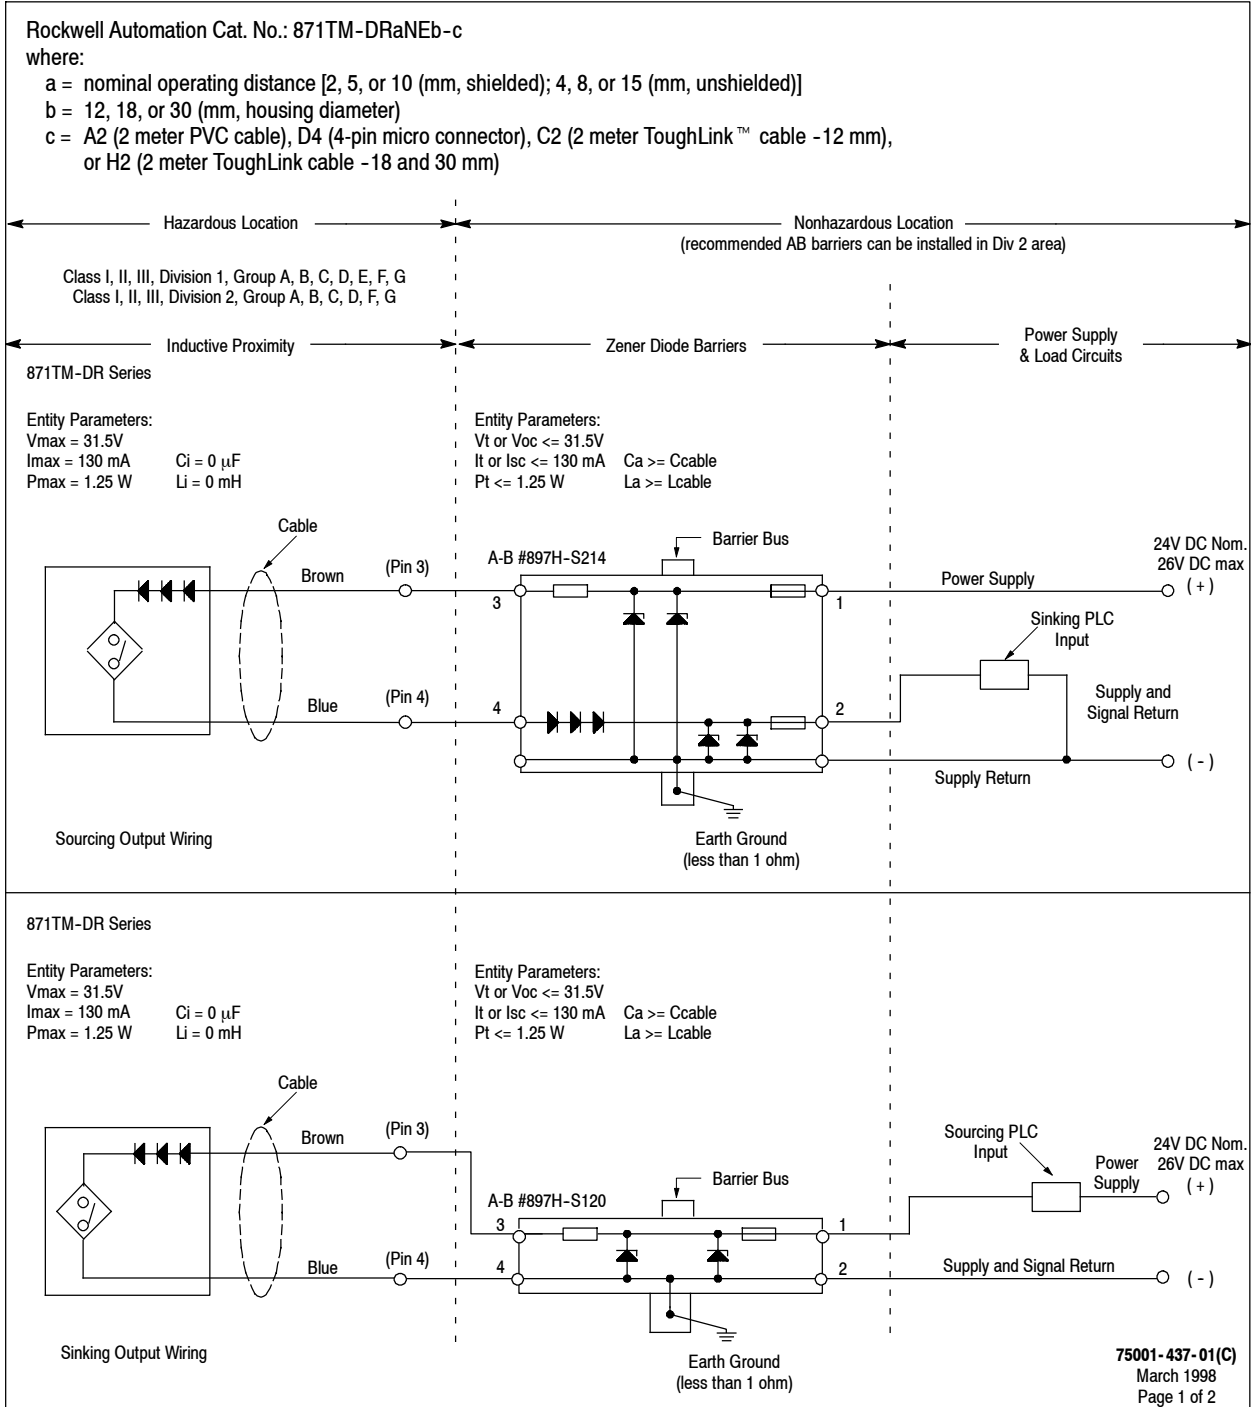 Rockwell Automation Cat. No.: 871TM-DRaNEb-c
where:
a = nominal operating distance [2, 5, or 10 (mm, shielded); 4, 8, or 15 (mm, unshielded)]
b = 12, 18, or 30 (mm, housing diameter)
c = A2 (2 meter PVC cable), D4 (4-pin micro connector), C2 (2 meter ToughLink™ cable -12 mm),
or H2 (2 meter ToughLink cable -18 and 30 mm)
Hazardous Location
Nonhazardous Location
(recommended AB barriers can be installed in Div 2 area)
Class I, II, III, Division 1, Group A, B, C, D, E, F, G
Class I, II, III, Division 2, Group A, B, C, D, F, G
Inductive Proximity
Zener Diode Barriers
Power Supply
& Load Circuits
871TM-DR Series
Entity Parameters:
Vmax = 31.5V
Imax = 130 mA Ci = 0 µF
Pmax = 1.25 W Li = 0 mH
Entity Parameters:
Vt or Voc <= 31.5V
It or Isc <= 130 mA Ca >= Ccable
Pt <= 1.25 W La >= Lcable
Cable
Brown
(Pin 3)
Blue
(Pin 4)
A-B #897H-S214
Barrier Bus
3
1
4
2
Power Supply
24V DC Nom.
26V DC max
( + )
Sinking PLC
Input
Supply and
Signal Return
Supply Return
( - )
Sourcing Output Wiring
Earth Ground
(less than 1 ohm)
871TM-DR Series
Entity Parameters:
Vmax = 31.5V
Imax = 130 mA Ci = 0 µF
Pmax = 1.25 W Li = 0 mH
Entity Parameters:
Vt or Voc <= 31.5V
It or Isc <= 130 mA Ca >= Ccable
Pt <= 1.25 W La >= Lcable
Cable
Brown
(Pin 3)
Blue
(Pin 4)
A-B #897H-S120
Barrier Bus
3
1
4
2
Sourcing PLC
Input
Power
Supply
24V DC Nom.
26V DC max
( + )
Supply and Signal Return
( - )
Sinking Output Wiring
Earth Ground
(less than 1 ohm)
75001-437-01(C)
March 1998
Page 1 of 2